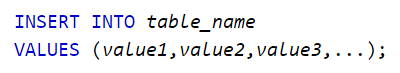 INSERT INTO table_name
VALUES (value1,value2,value3,...);